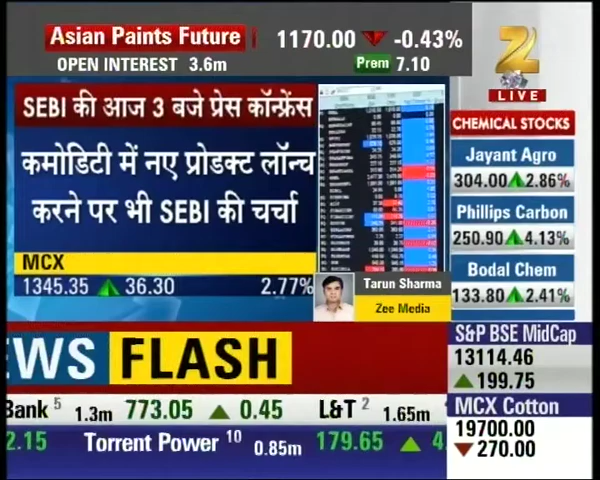 Asian Paints Future
1170.00 -0.43%
OPEN INTEREST 3.6m
Prem 7.10
LIVE
SEBI की आज 3 बजे प्रेस कॉन्फ्रेंस
कमोडिटी में नए प्रोडक्ट लॉन्च
करने पर भी SEBI की चर्चा
MCX
1345.35 36.30 2.77%
Tarun Sharma
Zee Media
CHEMICAL STOCKS
Jayant Agro
304.00 2.86%
Phillips Carbon
250.90 4.13%
Bodal Chem
133.80 2.41%
EWS FLASH
S&P BSE MidCap
13114.46
199.75
MCX Cotton
19700.00
270.00
Bank 5 1.3m 773.05 0.45 L&T 2 1.65m
2.15 Torrent Power 10 0.85m 179.65 4.